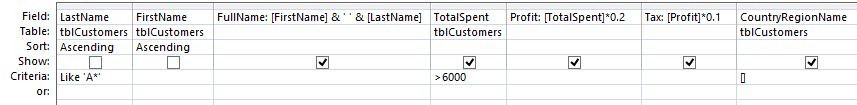 Field: LastName FirstName FullName: [FirstName] & ' ' & [LastName] TotalSpent Profit: [TotalSpent]*0.2 Tax: [Profit]*0.1 CountryRegionName
Table: tblCustomers tblCustomers tblCustomers tblCustomers
Sort: Ascending Ascending
Show:
Criteria: Like 'A*' >6000 []
or: